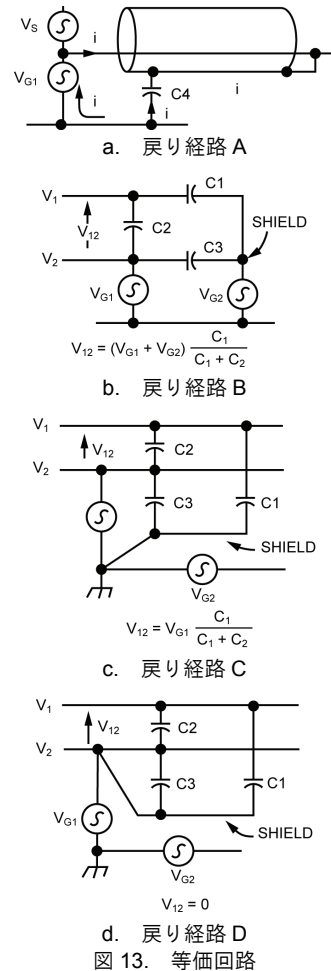 VS
i
VG1
i
i
C4
i
a. 戻り経路 A
C1
V1
V12
C2
SHIELD
V2
C3
VG1
VG2
V12 = (VG1 + VG2) C1 / (C1 + C2)
b. 戻り経路 B
V1
V12
C2
V2
C3
C1
SHIELD
VG2
V12 = VG1 C1 / (C1 + C2)
c. 戻り経路 C
V1
V12
C2
V2
C3
C1
VG1
SHIELD
VG2
V12 = 0
d. 戻り経路 D
図 13. 等価回路